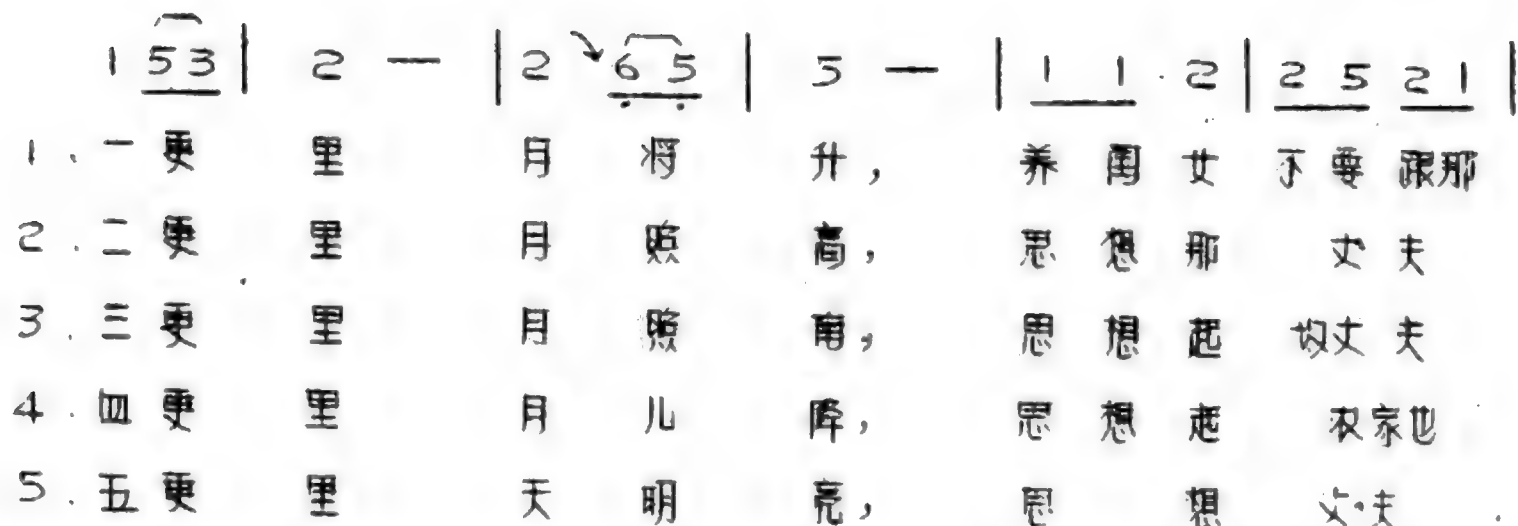 1 53 | 2 — | 2 65 | 5 — | 1 1 2 | 2 5 2 1 |
1. 一更 里 月 将 升, 养 闺 女 不 要 跟那
2. 二更 里 月 照 高, 思 想 那 丈 夫
3. 三更 里 月 照 南, 思 想 起 丈 夫
4. 四更 里 月 儿 降, 思 想 起 农家也
5. 五更 里 天 明 亮, 思 想 丈夫